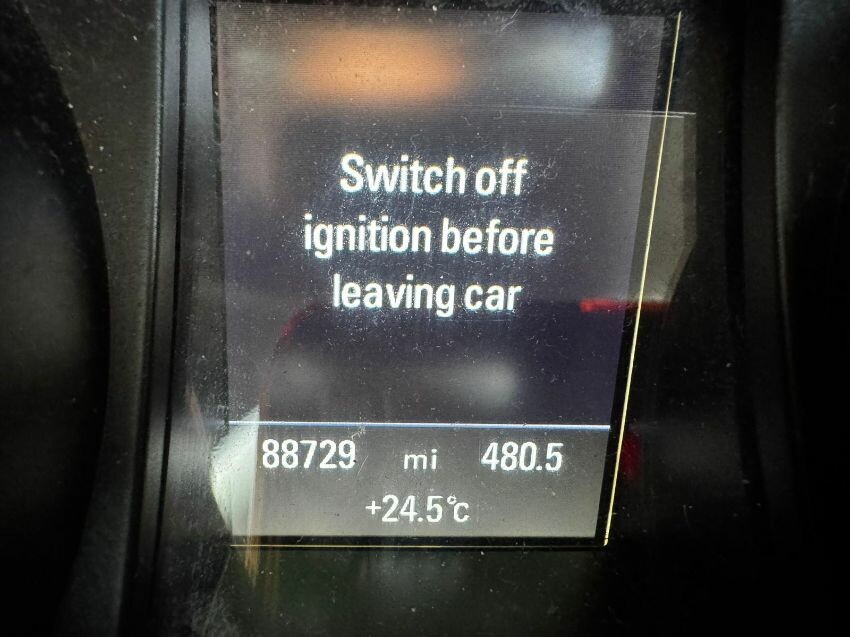 Switch off
ignition before
leaving car
88729 mi 480.5
+24.5°c